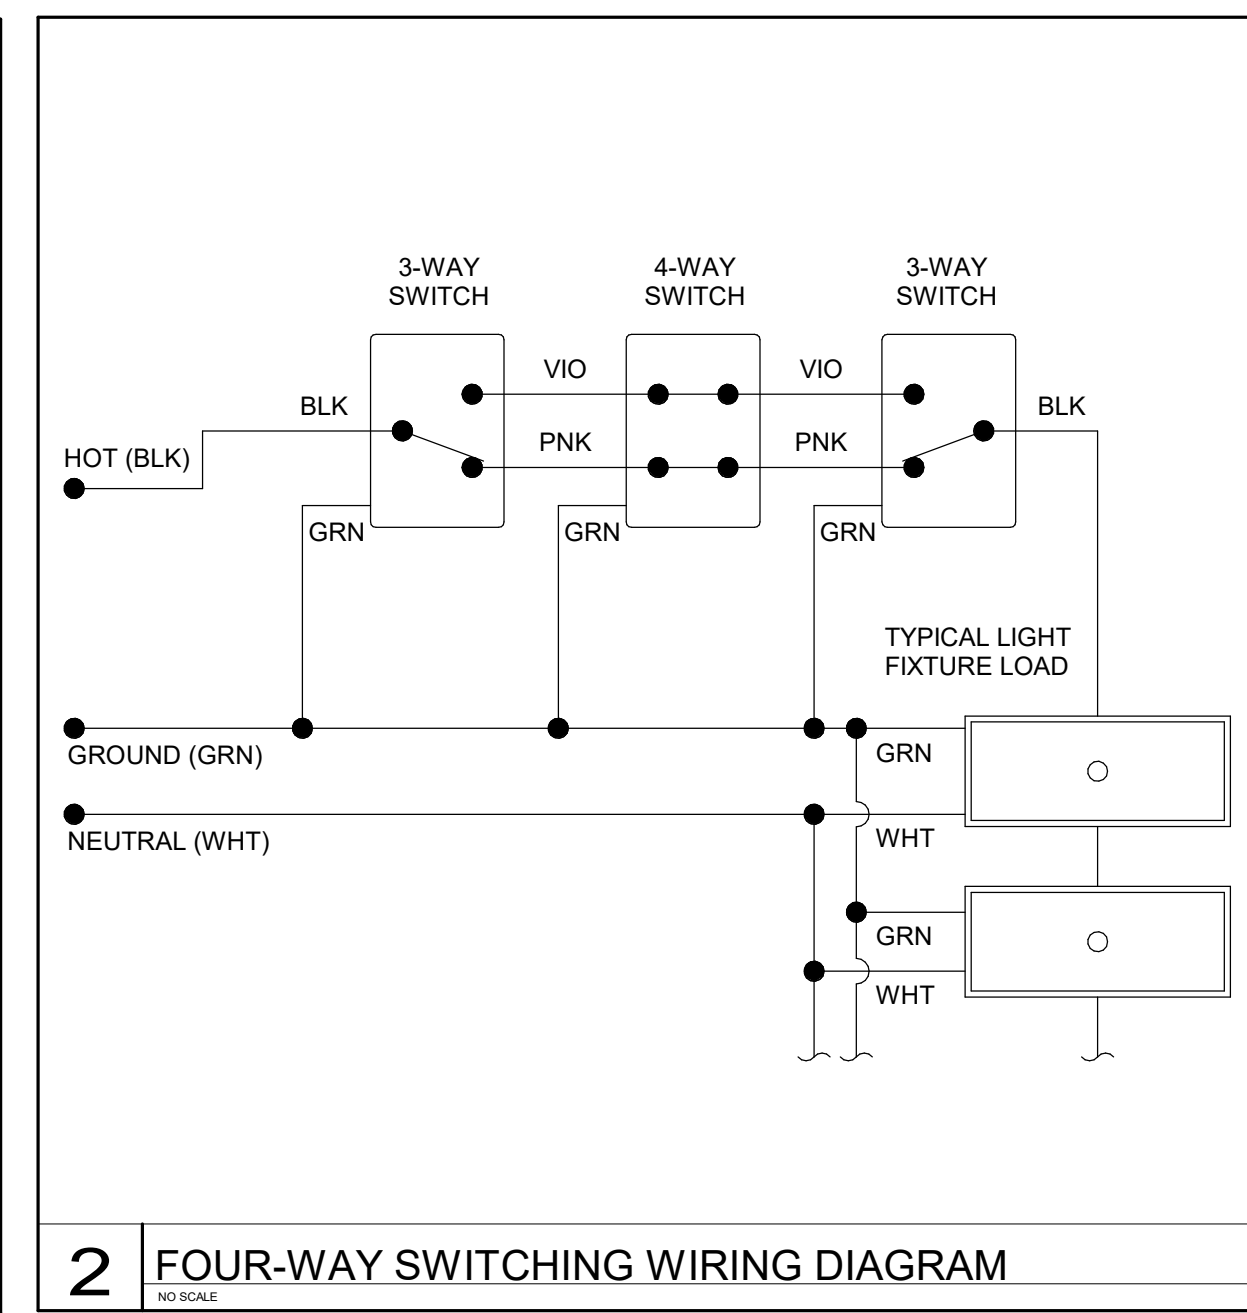 3-WAY
SWITCH
4-WAY
SWITCH
3-WAY
SWITCH
VIO
VIO
BLK
BLK
PNK
PNK
HOT (BLK)
GRN
GRN
GRN
TYPICAL LIGHT
FIXTURE LOAD
GROUND (GRN)
GRN
NEUTRAL (WHT)
WHT
GRN
WHT
2
FOUR-WAY SWITCHING WIRING DIAGRAM
NO SCALE